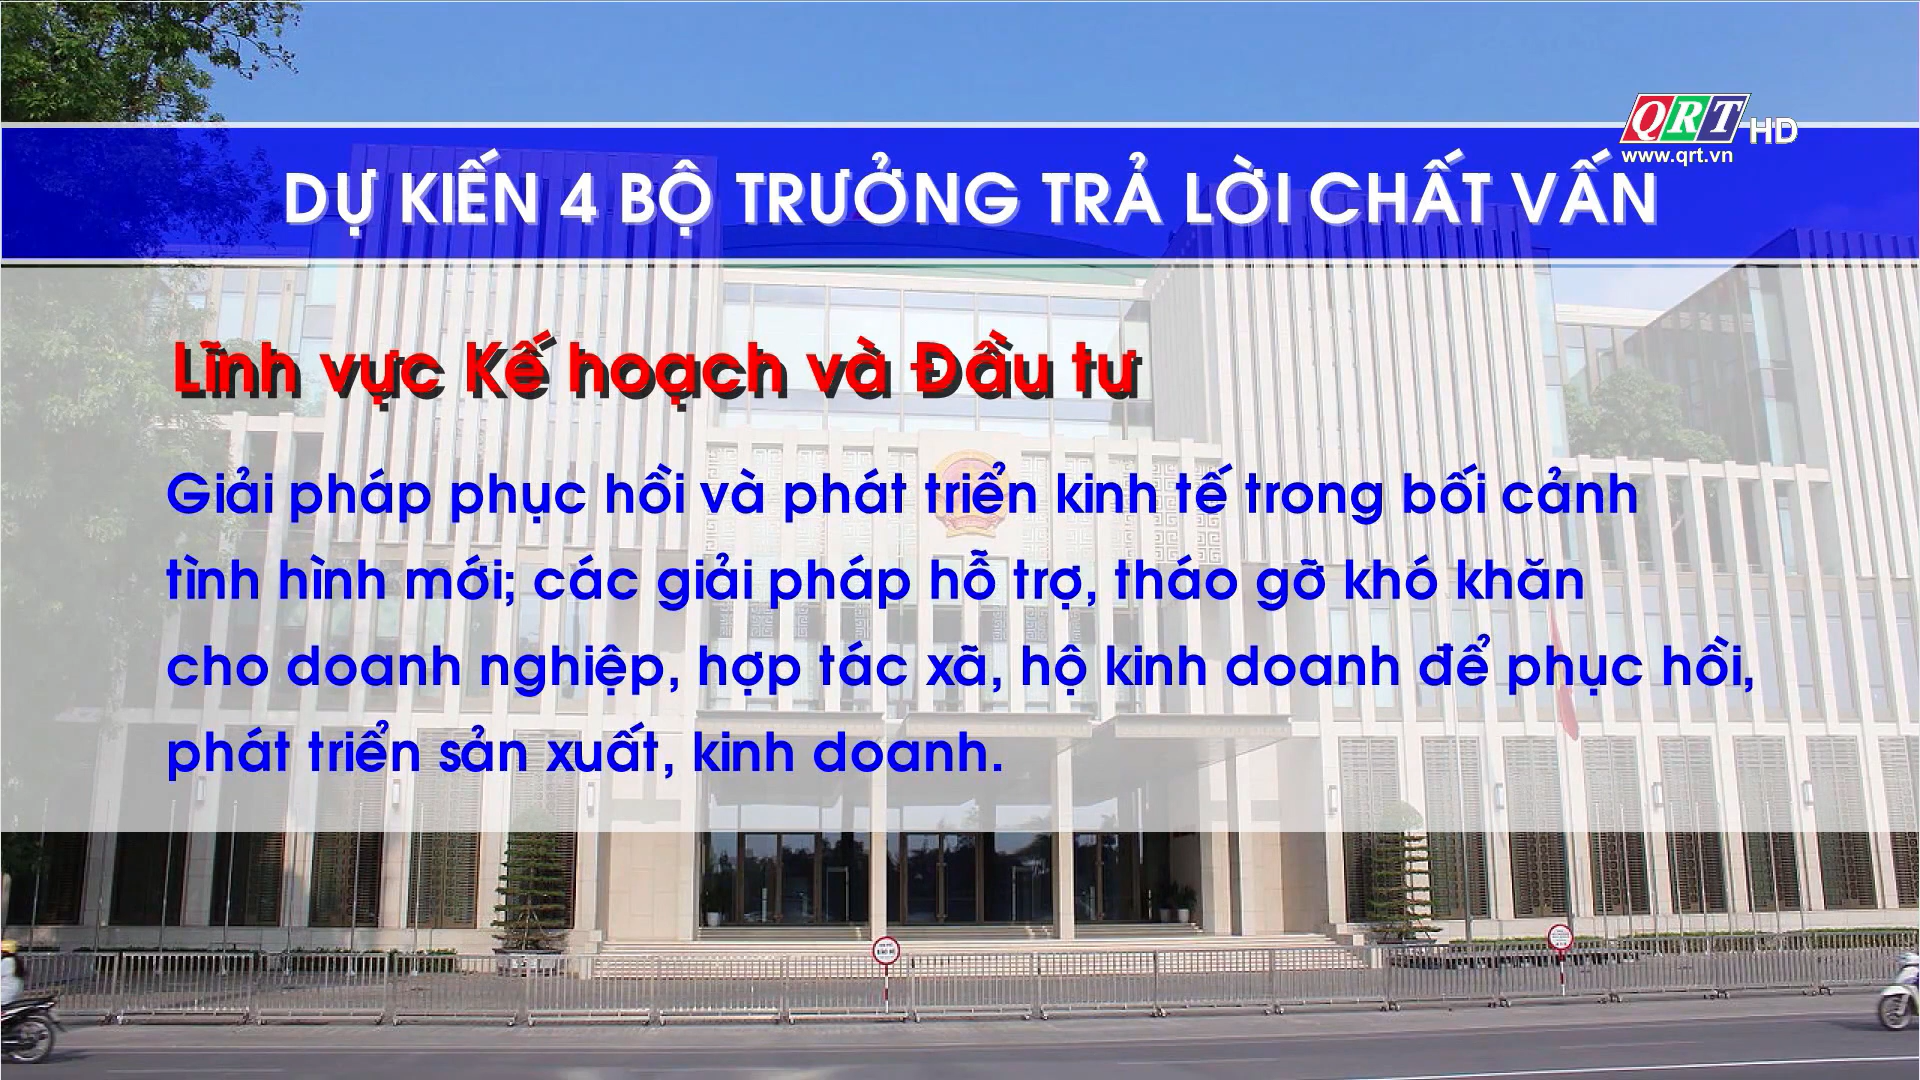 QRT HD
www.qrt.vn
DỰ KIẾN 4 BỘ TRƯỞNG TRẢ LỜI CHẤT VẤN
Lĩnh vực Kế hoạch và Đầu tư
Giải pháp phục hồi và phát triển kinh tế trong bối cảnh
tình hình mới; các giải pháp hỗ trợ, tháo gỡ khó khăn
cho doanh nghiệp, hợp tác xã, hộ kinh doanh để phục hồi,
phát triển sản xuất, kinh doanh.